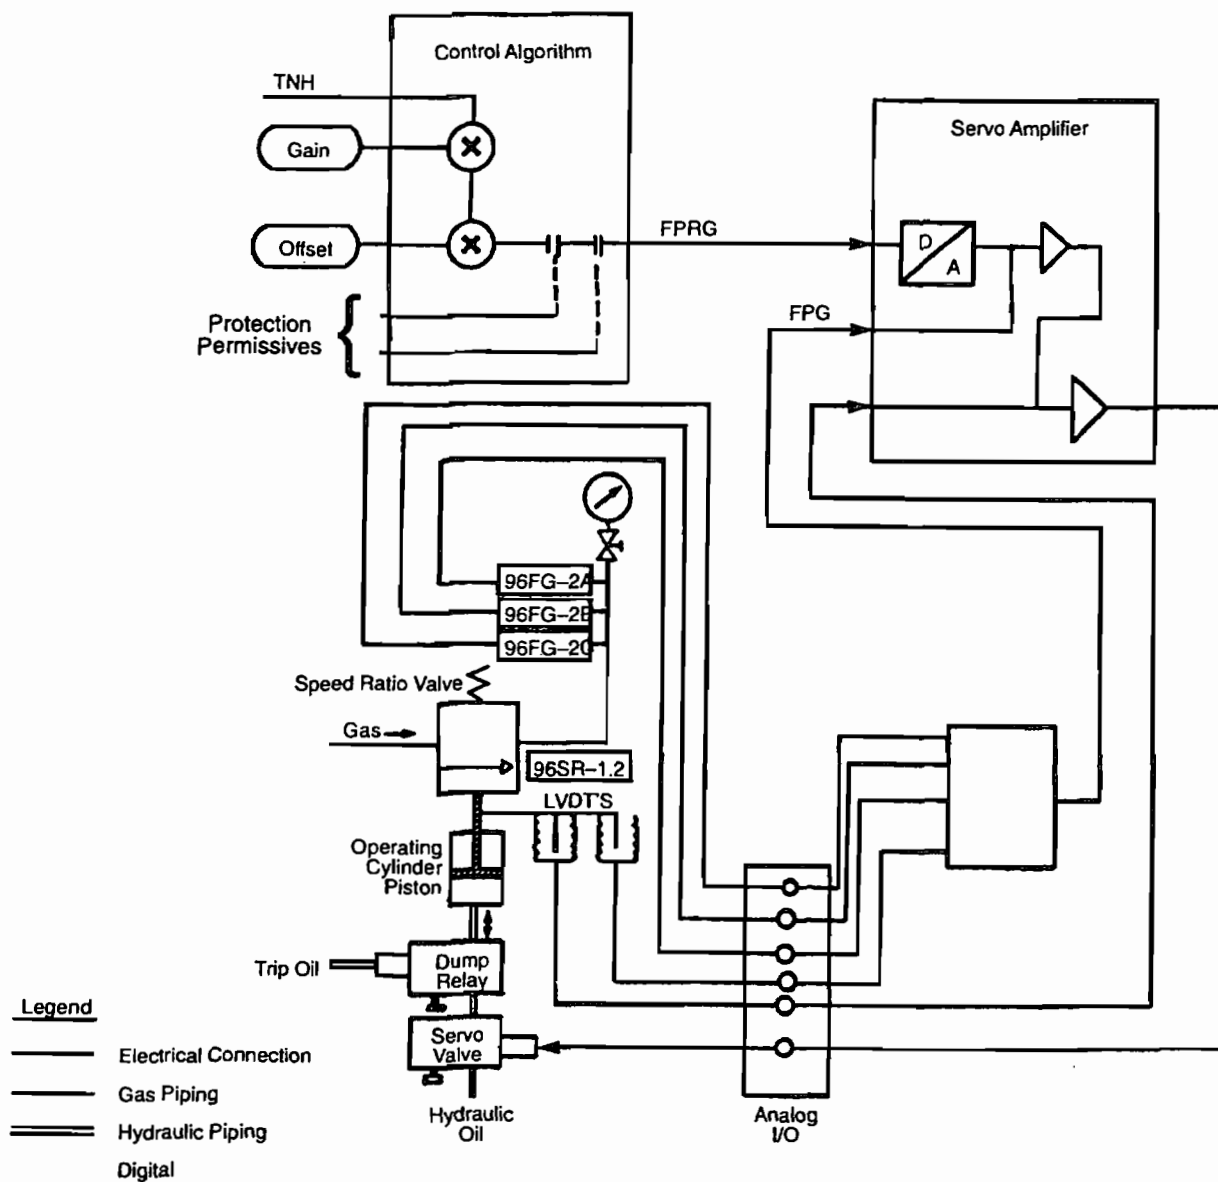 Control Algorithm
TNH
Gain
Offset
Protection
Permissives
FPRG
Servo Amplifier
D
A
FPG
96FG-2A
96FG-2B
96FG-2C
Speed Ratio Valve
Gas
96SR-1.2
LVDT'S
Operating
Cylinder
Piston
Trip Oil
Dump
Relay
Servo
Valve
Hydraulic
Oil
Analog
I/O
Legend
Electrical Connection
Gas Piping
Hydraulic Piping
Digital